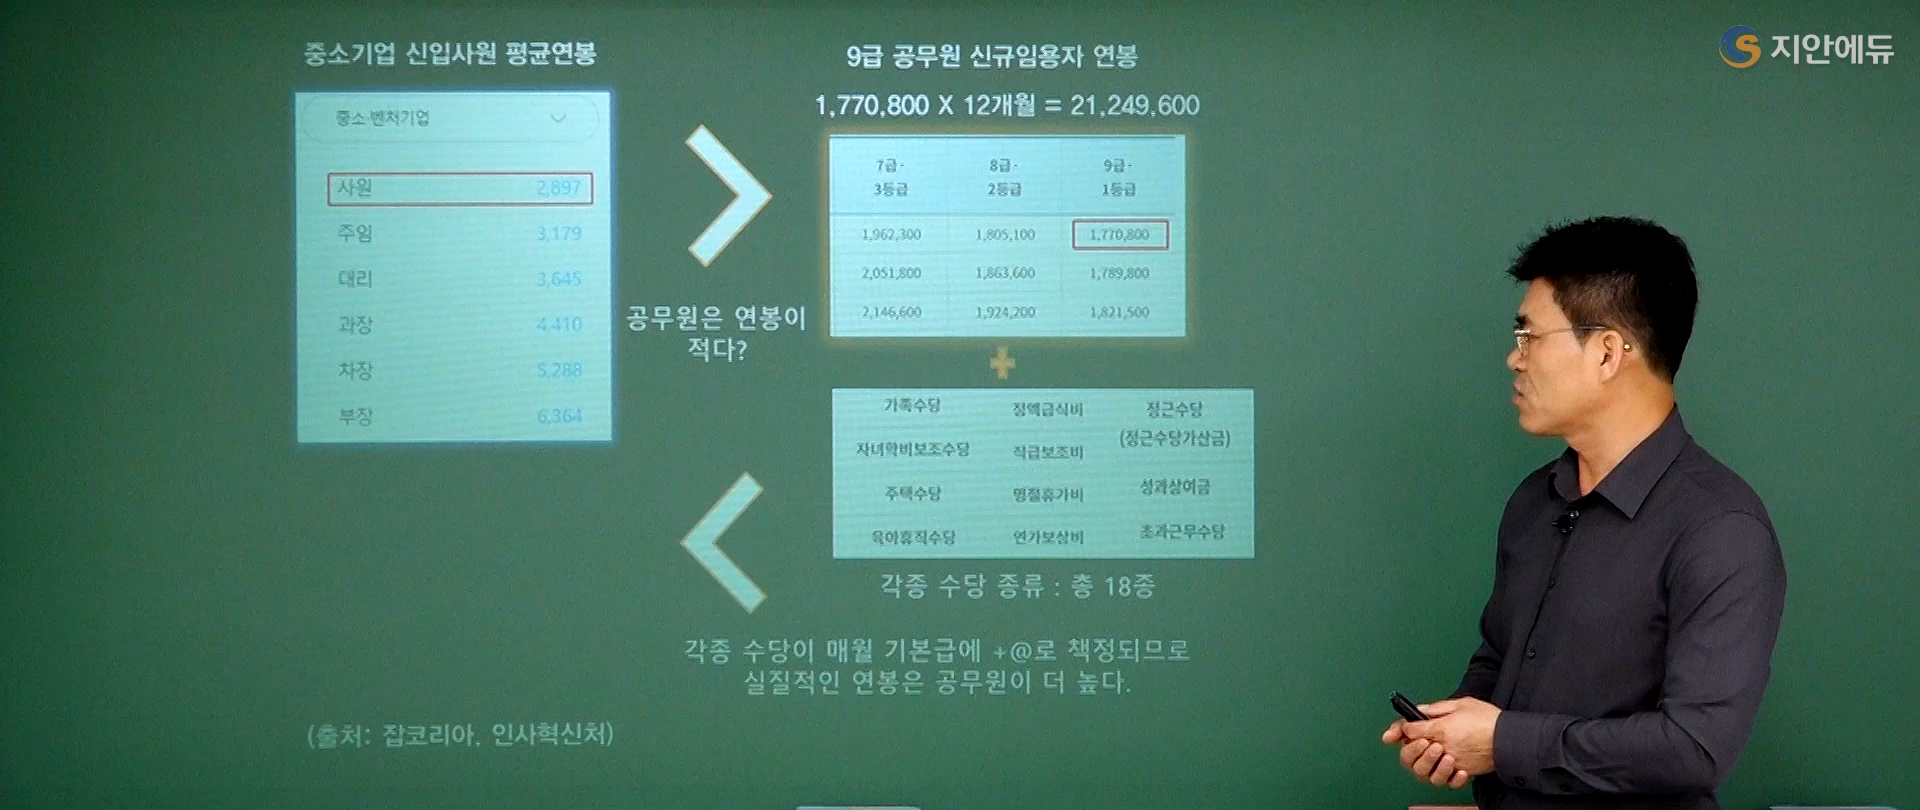 지안에듀
중소기업 신입사원 평균연봉
중소·벤처기업
사원 2,897
주임 3,179
대리 3,645
과장 4,410
차장 5,288
부장 6,364
공무원은 연봉이
적다?
9급 공무원 신규임용자 연봉
1,770,800 X 12개월 = 21,249,600
7급· 8급· 9급·
3등급 2등급 1등급
1,962,300 1,805,100 1,770,800
2,051,800 1,863,600 1,789,800
2,146,600 1,924,200 1,821,500
가족수당 정액급식비 정근수당
(정근수당가산금)
자녀학비보조수당 직급보조비
주택수당 명절휴가비 성과상여금
육아휴직수당 연가보상비 초과근무수당
각종 수당 종류 : 총 18종
각종 수당이 매월 기본급에 +@로 책정되므로
실질적인 연봉은 공무원이 더 높다.
(출처: 잡코리아, 인사혁신처)